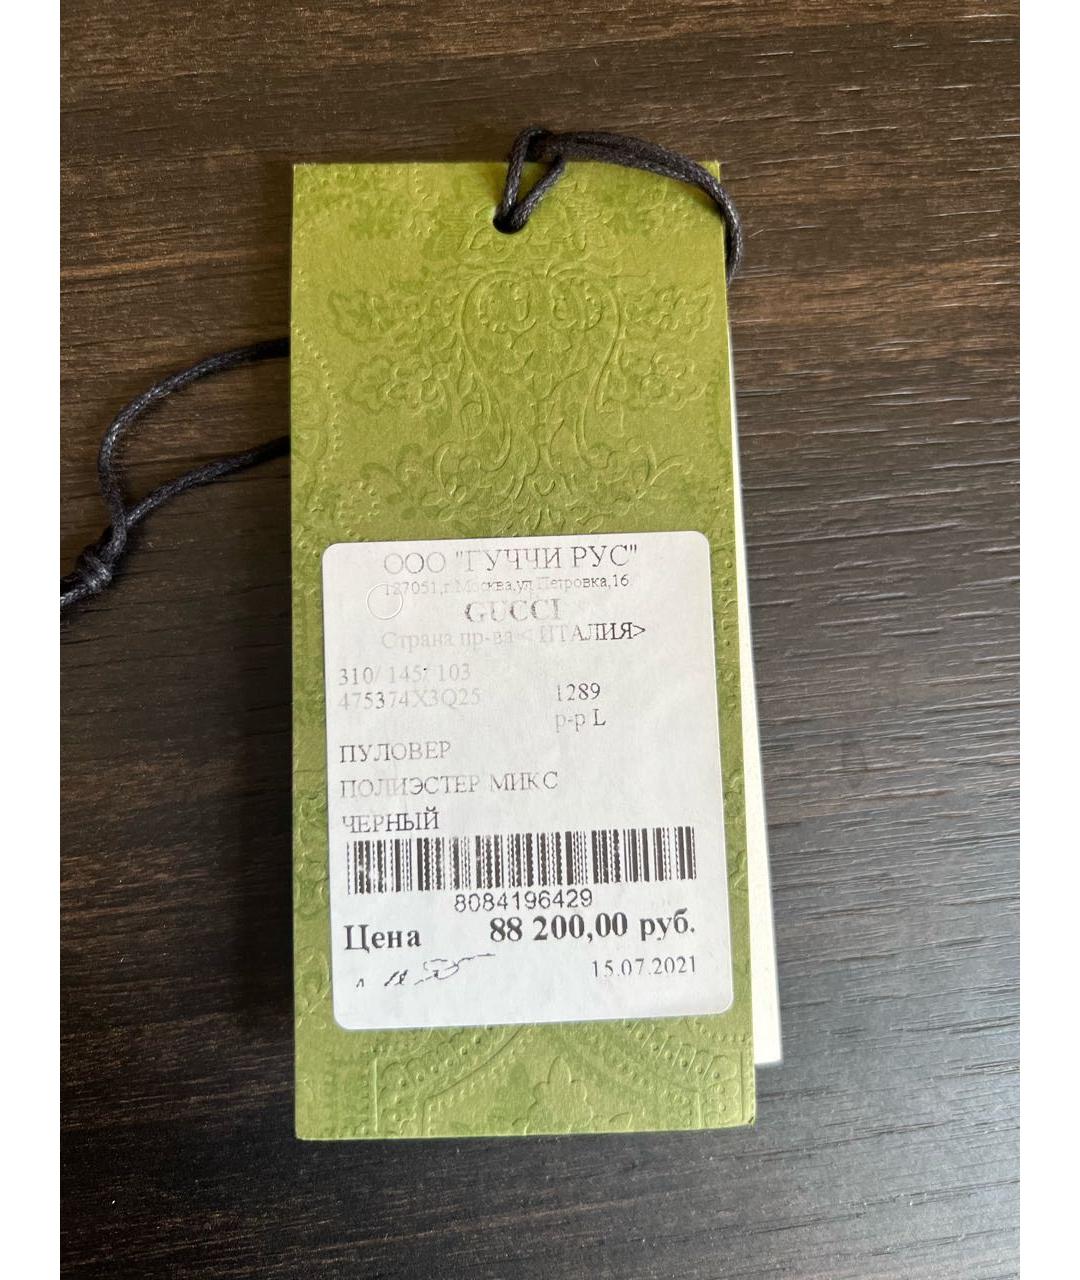 ООО "ГУЧЧИ РУС"
127051,г.Москва,ул.Петровка,16
GUCCI
Страна пр-ва< ИТАЛИЯ>
310/ 145/ 103
475374X3Q25 1289
р-р L
ПУЛОВЕР
ПОЛИЭСТЕР МИКС
ЧЕРНЫЙ
8084196429
Цена 88 200,00 руб.
15.07.2021